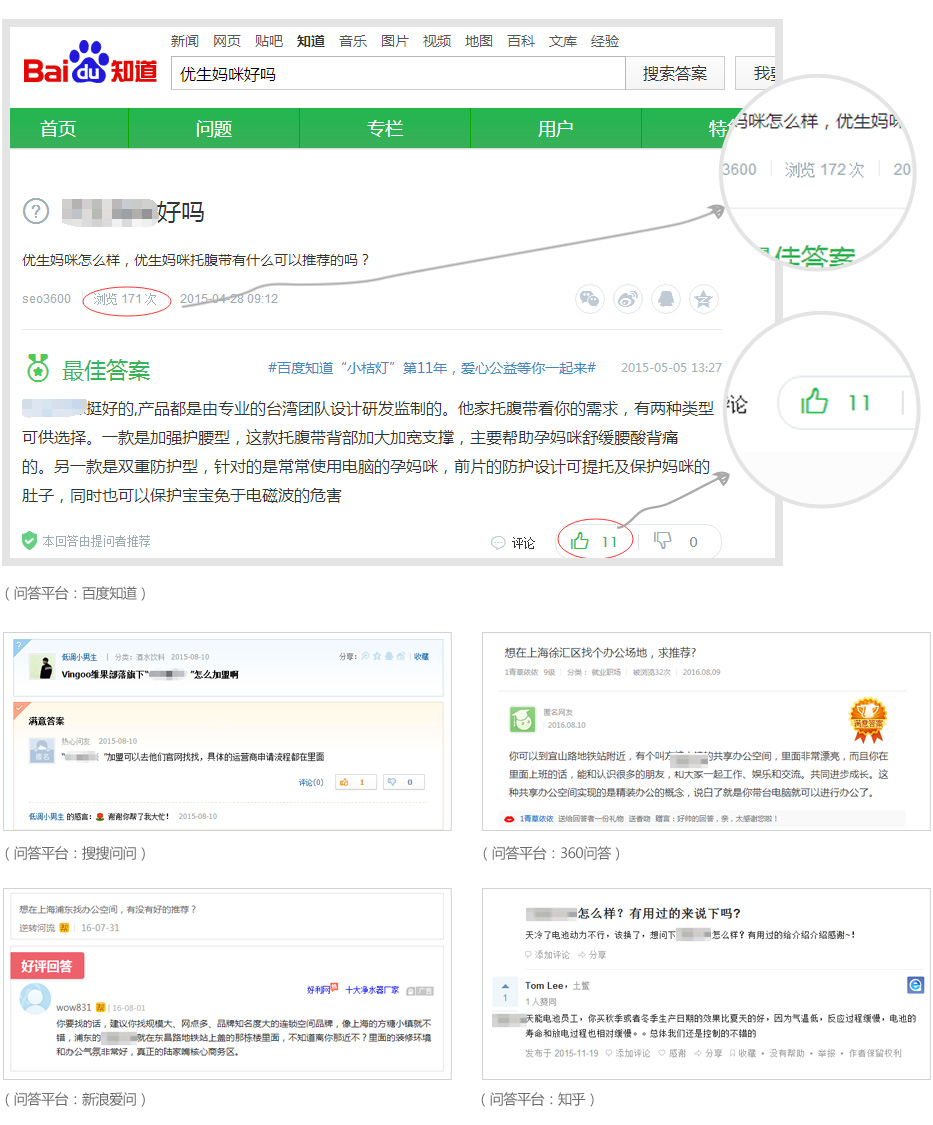 新闻 网页 贴吧 知道 音乐 图片 视频 地图 百科 文库 经验
Bai du 知道
优生妈咪好吗 搜索答案 我要
首页 问题 专栏 用户 特
妈咪怎么样，优生妈咪
3600 浏览 172 次 20
最佳答案
好吗
优生妈咪怎么样，优生妈咪托腹带有什么可以推荐的吗？
seo3600 浏览 171 次 2015-04-28 09:12
最佳答案 #百度知道“小桔灯”第11年，爱心公益等你一起来# 2015-05-05 13:27
挺好的,产品都是由专业的台湾团队设计研发监制的。他家托腹带看你的需求，有两种类型
可供选择。一款是加强护腰型，这款托腹带背部加大加宽支撑，主要帮助孕妈咪舒缓腰酸背痛
的。另一款是双重防护型，针对的是常常使用电脑的孕妈咪，前片的防护设计可提托及保护妈咪的
肚子，同时也可以保护宝宝免于电磁波的危害
论 11
本回答由提问者推荐 评论 11 0
（问答平台：百度知道）
低调小男生 分类：酒水饮料 2015-08-10 分享： 收藏
Vingoo维果部落旗下“ ”怎么加盟啊
满意答案
热心问友 2015-08-10
匿名
“ ”加盟可以去他们官网找找，具体的运营商申请流程都在里面
评论(0) 1 0
低调小男生 的感言： 谢谢你帮了我大忙！ 2015-08-10
（问答平台：搜搜问问）
想在上海徐汇区找个办公场地，求推荐?
1青章依依 9级 分类： 就业职场 被浏览32次 2016.08.09
匿名网友
2016.08.10
满意答案
你可以到宜山路地铁站附近，有个叫方 的共享办公空间，里面非常漂亮，而且你在
里面上班的话，能和认识很多的朋友，和大家一起工作、娱乐和交流。共同进步成长。这
种共享办公空间实现的是精装办公的概念，说白了就是你带台电脑就可以进行办公了。
1青章依依 送给回答者一份礼物 送香吻 赠言：好帅的回答，亲，太感谢您啦！
（问答平台：360问答）
想在上海浦东找办公空间，有没有好的推荐？
逆转河流 16-07-31
好评回答
好利网 十大净水器厂家 广告
wow831 16-08-01
你要找的话，建议你找规模大、网点多、品牌知名度大的连锁空间品牌，像上海的方糖小镇就不
错，浦东的 就在东昌路地铁站上盖的那栋楼里面，不知道离你那近不？里面的装修环境
和办公气氛非常好，真正的陆家嘴核心商务区。
（问答平台：新浪爱问）
怎么样？有用过的来说下吗?
天冷了电池动力不行，该换了，想问下 怎么样？有用过的给介绍介绍感谢~!
添加评论 分享
1
Tom Lee，土鳖
1 人赞同
天能电池员工，你买秋季或者冬季生产日期的效果比夏天的好，因为气温低，反应过程缓慢，电池的
寿命和放电过程也相对缓慢。。总体我们还是控制的不错的
发布于 2015-11-19 添加评论 感谢 分享 收藏 • 没有帮助 • 举报 • 作者保留权利
（问答平台：知乎）